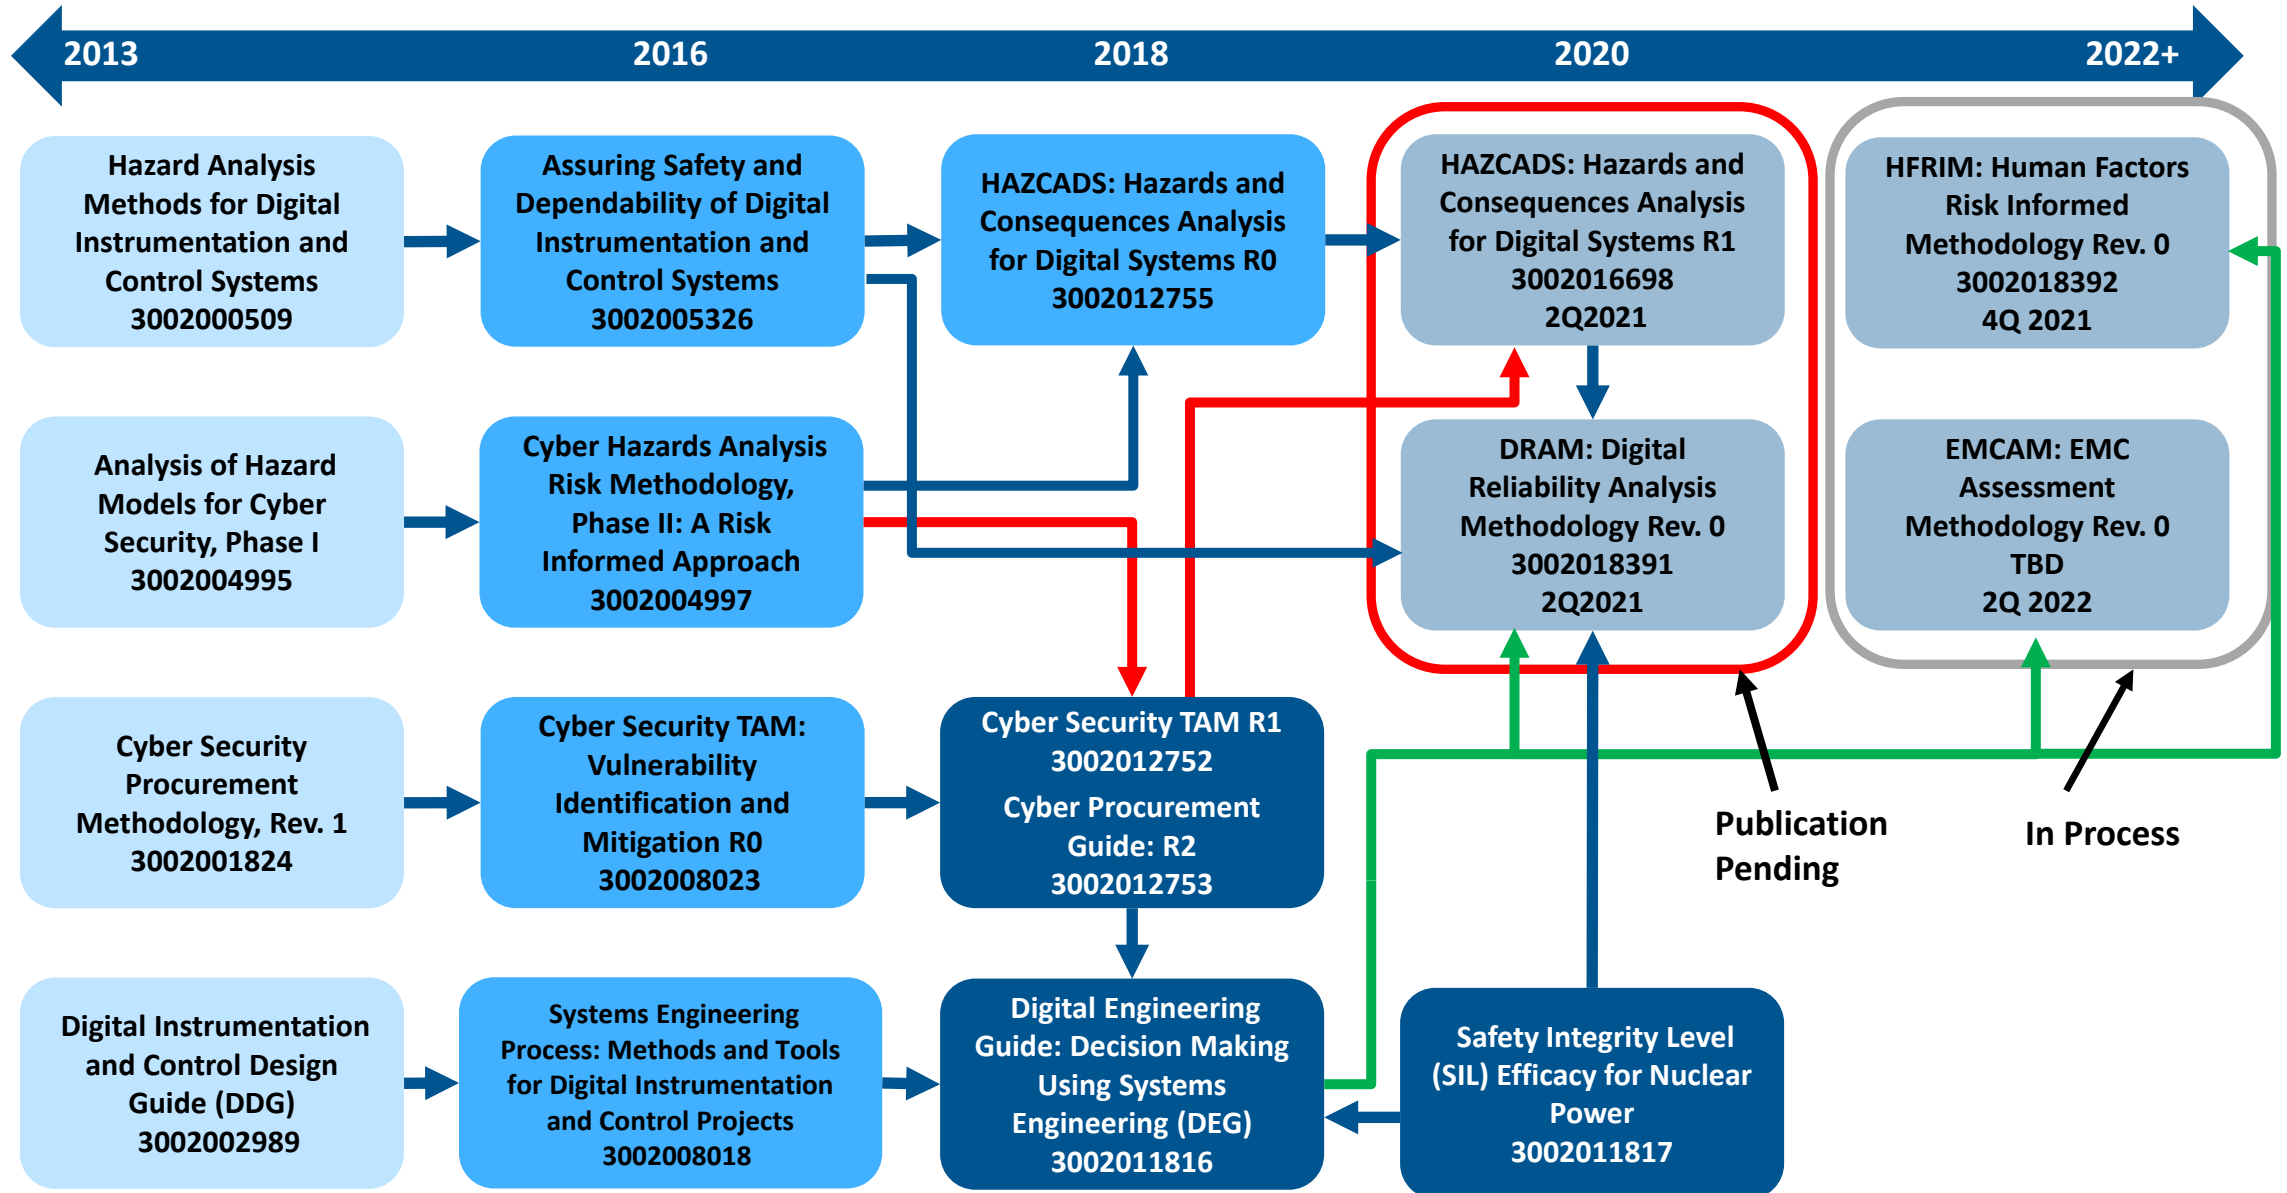 2013
2016
2018
2020
2022+
Hazard Analysis
Methods for Digital
Instrumentation and
Control Systems
3002000509
Assuring Safety and
Dependability of Digital
Instrumentation and
Control Systems
3002005326
HAZCADS: Hazards and
Consequences Analysis
for Digital Systems R0
3002012755
HAZCADS: Hazards and
Consequences Analysis
for Digital Systems R1
3002016698
2Q2021
HFRIM: Human Factors
Risk Informed
Methodology Rev. 0
3002018392
4Q 2021
Analysis of Hazard
Models for Cyber
Security, Phase I
3002004995
Cyber Hazards Analysis
Risk Methodology,
Phase II: A Risk
Informed Approach
3002004997
DRAM: Digital
Reliability Analysis
Methodology Rev. 0
3002018391
2Q2021
EMCAM: EMC
Assessment
Methodology Rev. 0
TBD
2Q 2022
Cyber Security
Procurement
Methodology, Rev. 1
3002001824
Cyber Security TAM:
Vulnerability
Identification and
Mitigation R0
3002008023
Cyber Security TAM R1
3002012752
Cyber Procurement
Guide: R2
3002012753
Publication
Pending
In Process
Digital Instrumentation
and Control Design
Guide (DDG)
3002002989
Systems Engineering
Process: Methods and Tools
for Digital Instrumentation
and Control Projects
3002008018
Digital Engineering
Guide: Decision Making
Using Systems
Engineering (DEG)
3002011816
Safety Integrity Level
(SIL) Efficacy for Nuclear
Power
3002011817